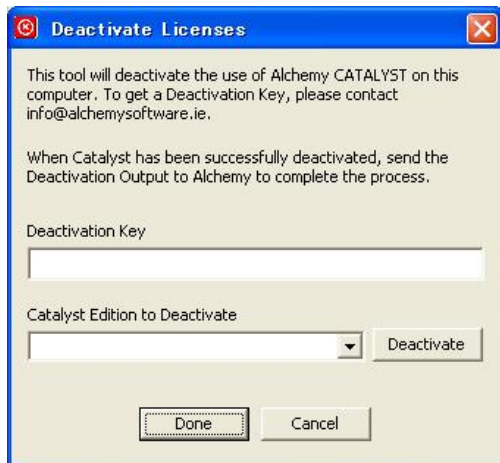 Deactivate Licenses
This tool will deactivate the use of Alchemy CATALYST on this
computer. To get a Deactivation Key, please contact
info@alchemysoftware.ie.
When Catalyst has been successfully deactivated, send the
Deactivation Output to Alchemy to complete the process.
Deactivation Key
Catalyst Edition to Deactivate
Deactivate
Done
Cancel